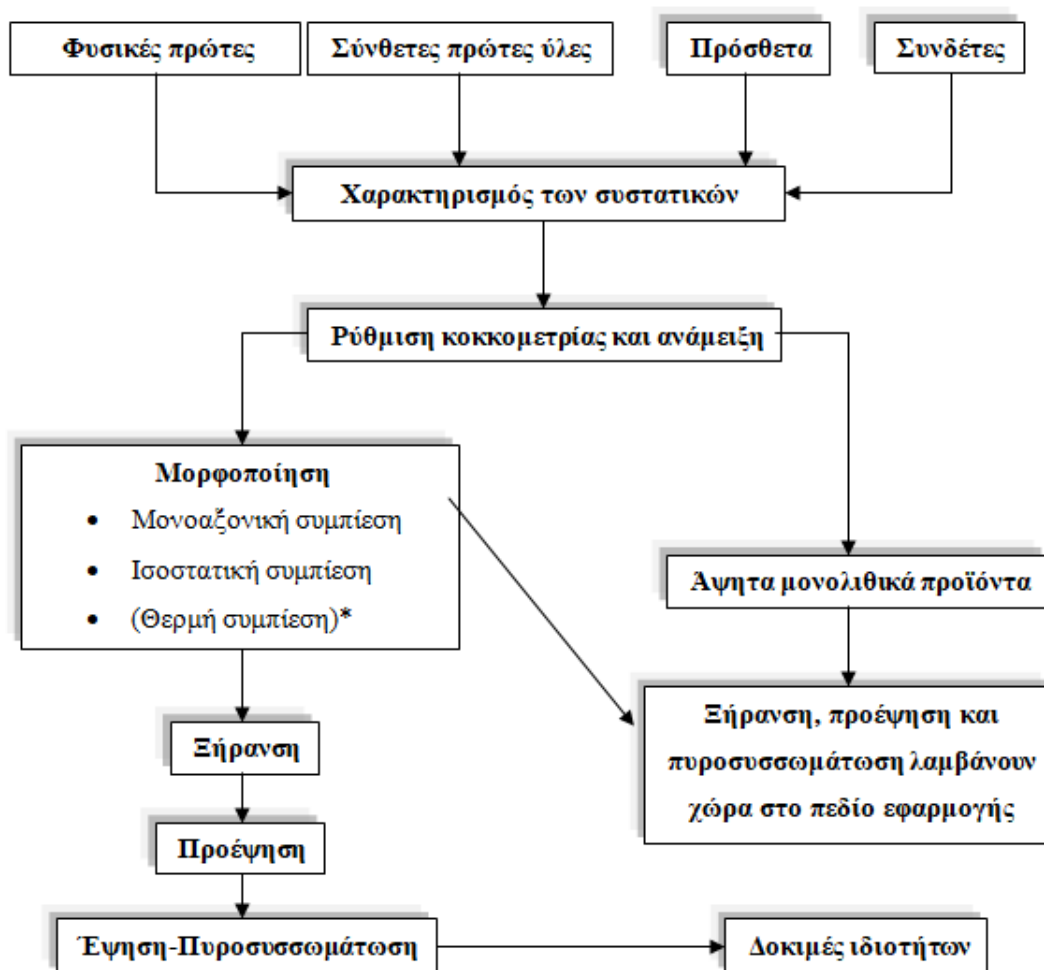 Φυσικές πρώτες
Σύνθετες πρώτες ύλες
Πρόσθετα
Συνδέτες
Χαρακτηρισμός των συστατικών
Ρύθμιση κοκκομετρίας και ανάμειξη
Μορφοποίηση
• Μονοαξονική συμπίεση
• Ισοστατική συμπίεση
• (Θερμή συμπίεση)*
Άψητα μονολιθικά προϊόντα
Ξήρανση, προέψηση και
πυροσυσσωμάτωση λαμβάνουν
χώρα στο πεδίο εφαρμογής
Ξήρανση
Προέψηση
Έψηση-Πυροσυσσωμάτωση
Δοκιμές ιδιοτήτων